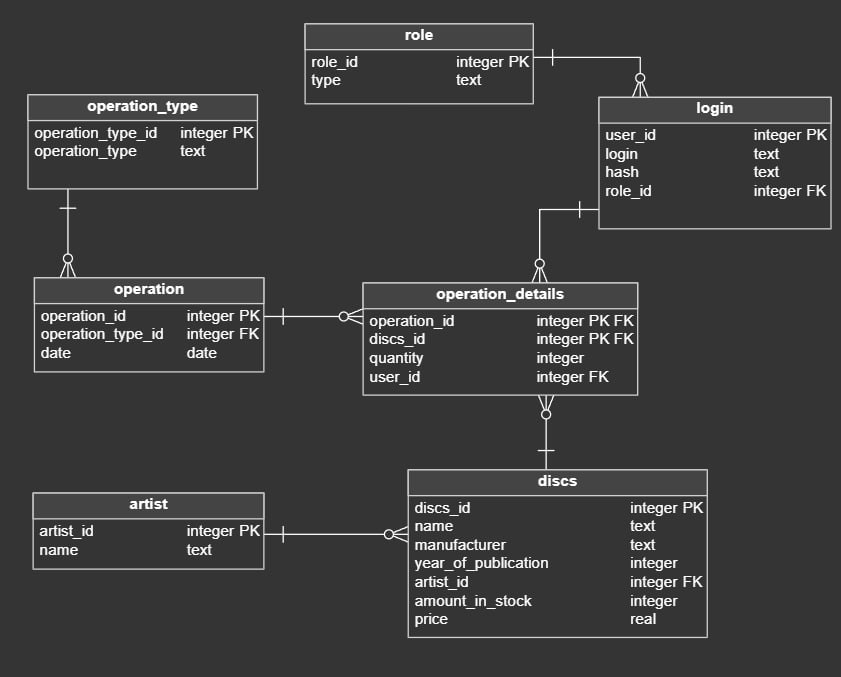 role
role_id integer PK
type text
operation_type
operation_type_id integer PK
operation_type text
login
user_id integer PK
login text
hash text
role_id integer FK
operation
operation_id integer PK
operation_type_id integer FK
date date
operation_details
operation_id integer PK FK
discs_id integer PK FK
quantity integer
user_id integer FK
artist
artist_id integer PK
name text
discs
discs_id integer PK
name text
manufacturer text
year_of_publication integer
artist_id integer FK
amount_in_stock integer
price real